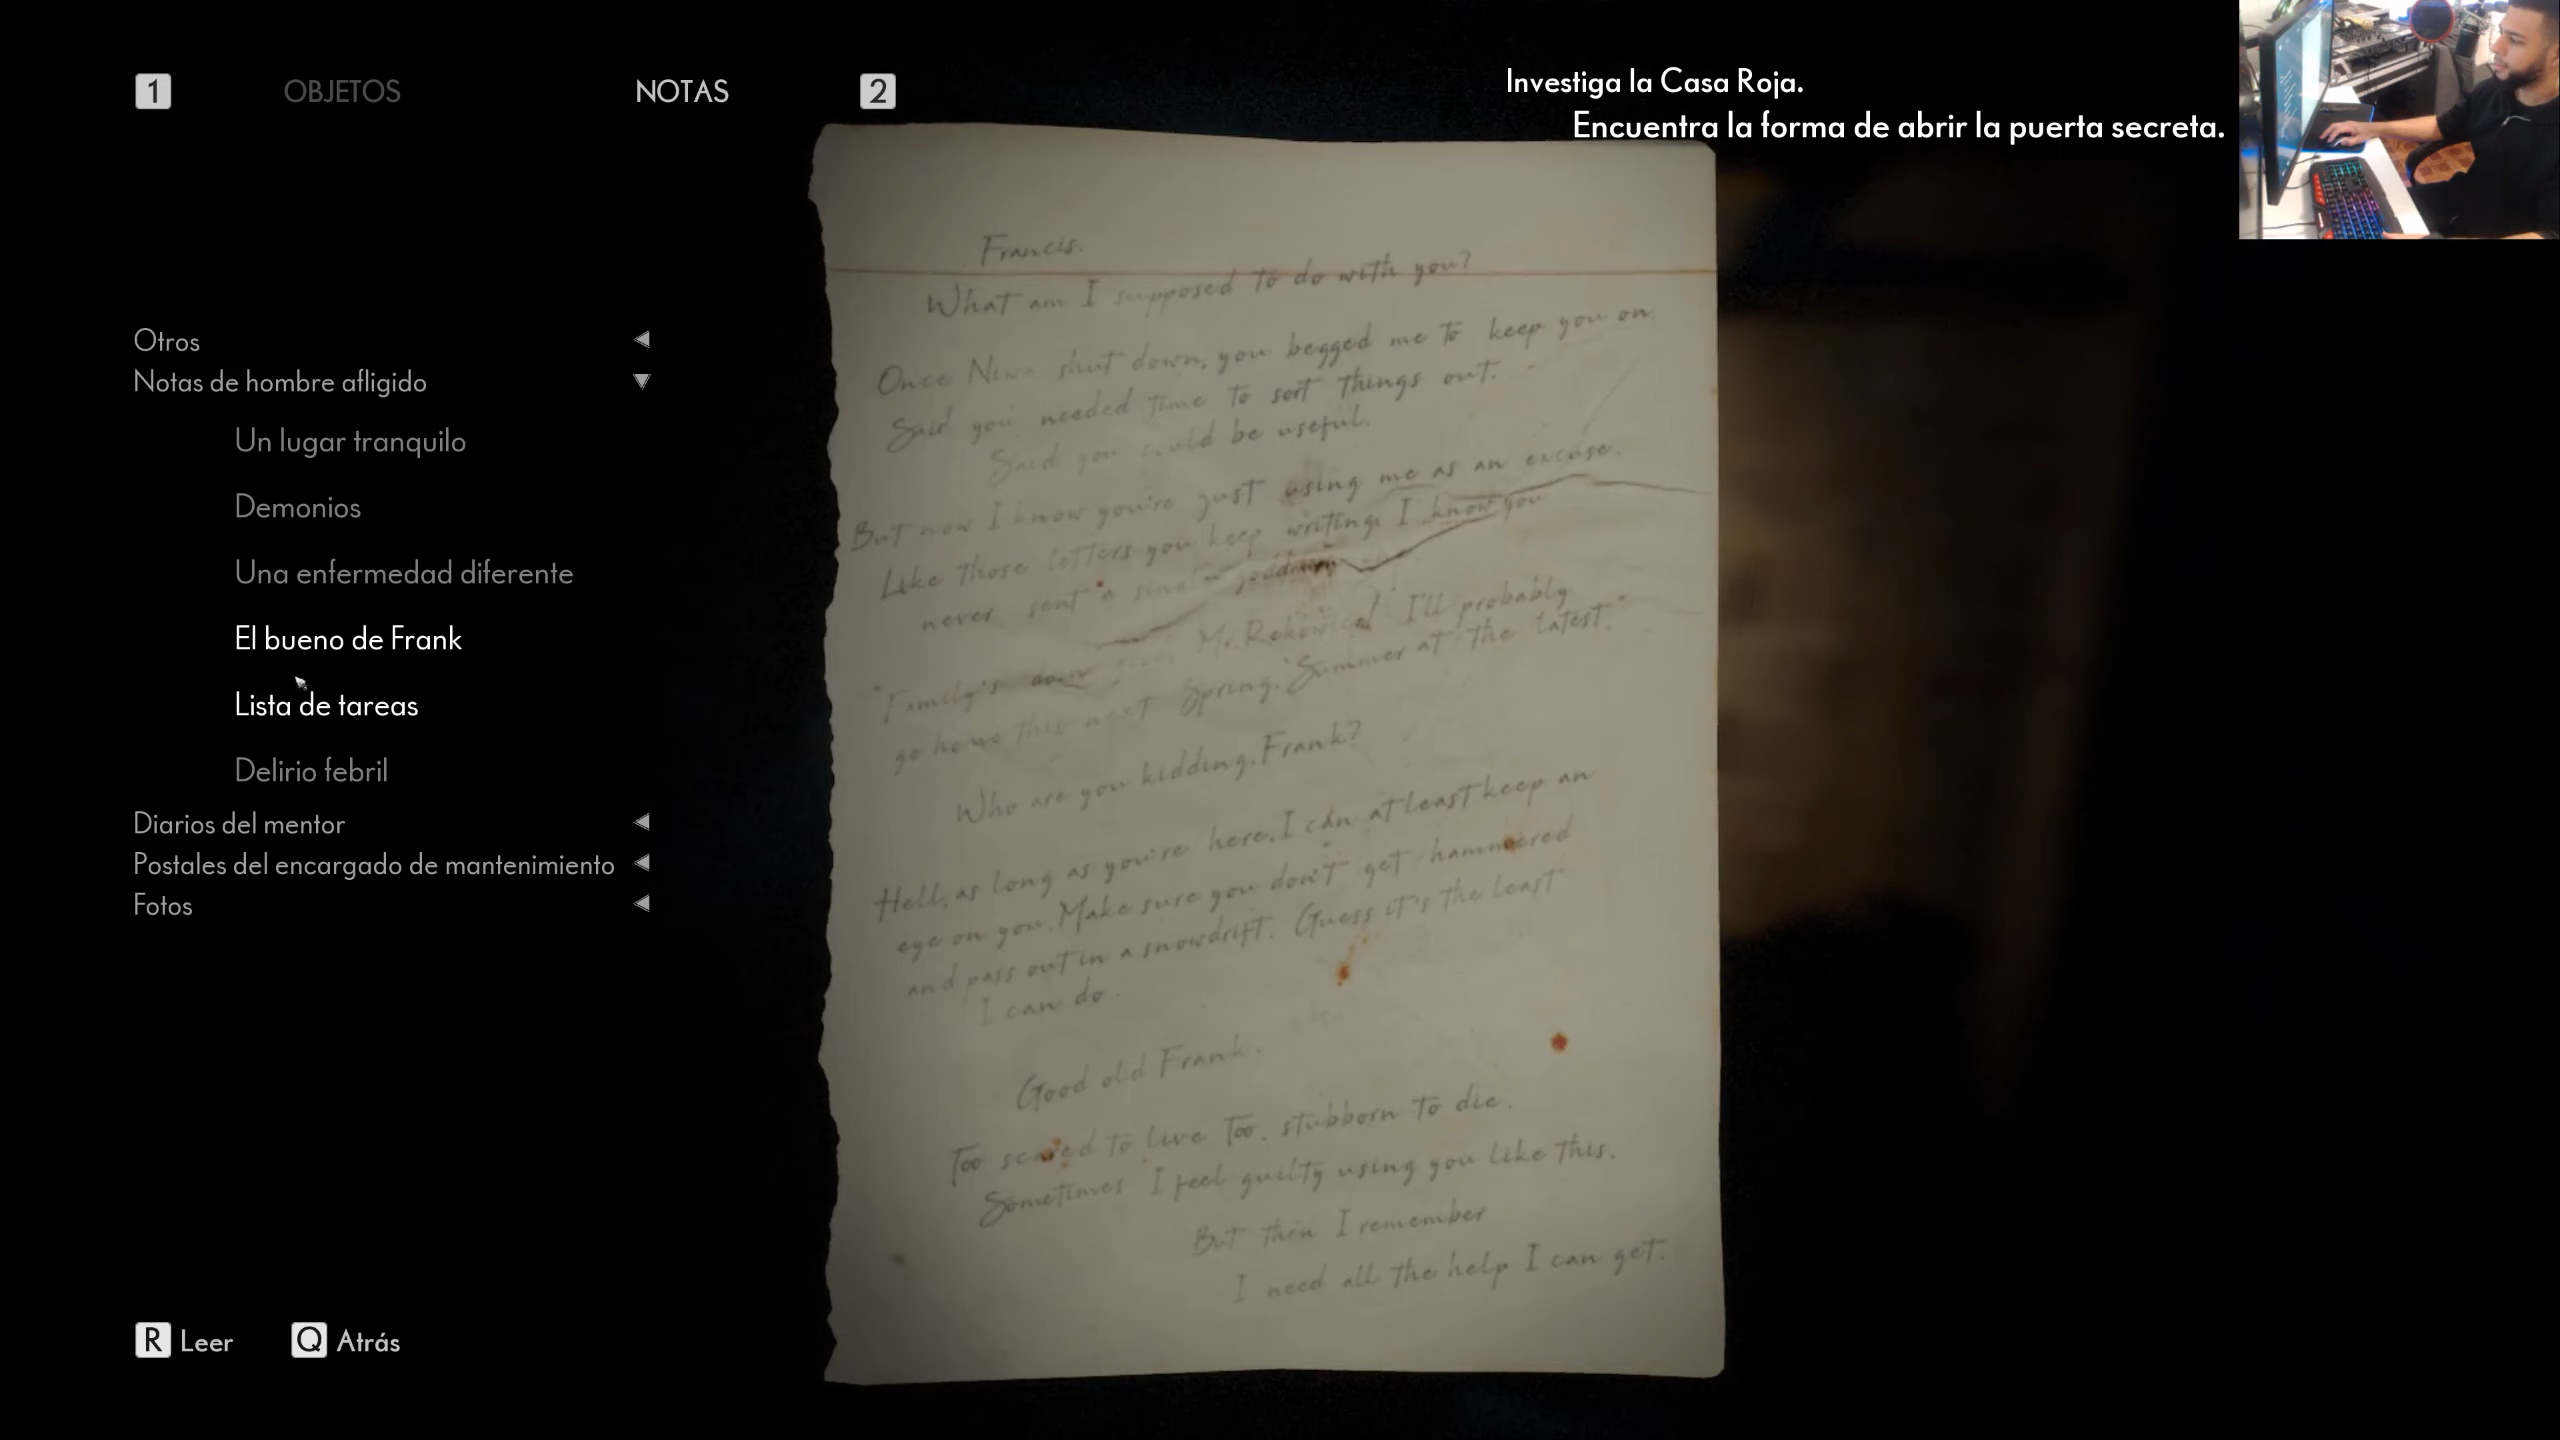 1 OBJETOS NOTAS 2
Investiga la Casa Roja.
Encuentra la forma de abrir la puerta secreta.
Otros
Notas de hombre afligido
Un lugar tranquilo
Demonios
Una enfermedad diferente
El bueno de Frank
Lista de tareas
Delirio febril
Diarios del mentor
Postales del encargado de mantenimiento
Fotos
R Leer Q Atrás
Francis.
What am I supposed to do with you?
Once Niwa shut down, you begged me to keep you on.
Said you needed time to sort things out.
Said you could be useful.
But now I know you're just using me as an excuse.
Like those letters you keep writing. I know you
never sent a
"Family's Mr. I'll probably
go home this next Spring. Summer at the latest."
Who are you kidding, Frank?
Hell, as long as you're here, I can at least keep an
eye on you. Make sure you don't get hammered
and pass out in a snowdrift. Guess it's the least
I can do.
Good old Frank.
Too scared to live Too. stubborn to die.
Sometimes I feel guilty using you like this.
But then I remember
I need all the help I can get.